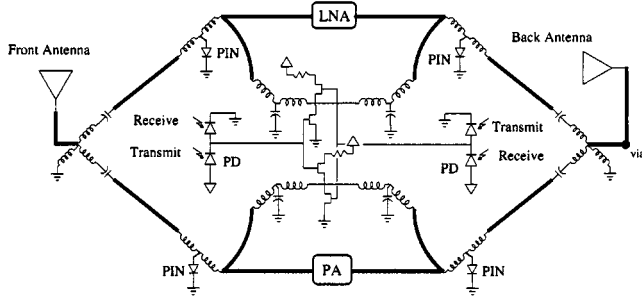 LNA
Front Antenna
PIN
PIN
Back Antenna
Receive
Transmit
Transmit
PD
PD
Receive
via
PIN
PA
PIN